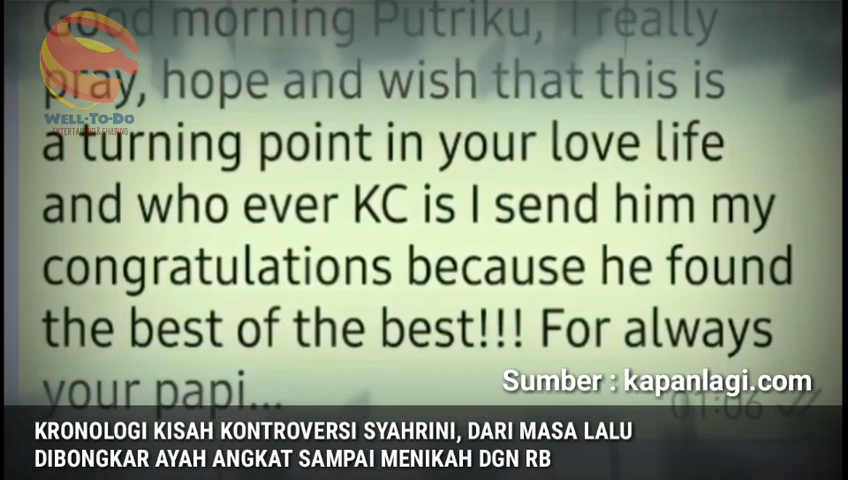 Good morning Putriku, I really
pray, hope and wish that this is
a turning point in your love life
and who ever KC is I send him my
congratulations because he found
the best of the best!!! For always
your papi...
01:06
WELL-TO-DO
ENTERTAINING & SHARING
Sumber : kapanlagi.com
KRONOLOGI KISAH KONTROVERSI SYAHRINI, DARI MASA LALU
DIBONGKAR AYAH ANGKAT SAMPAI MENIKAH DGN RB